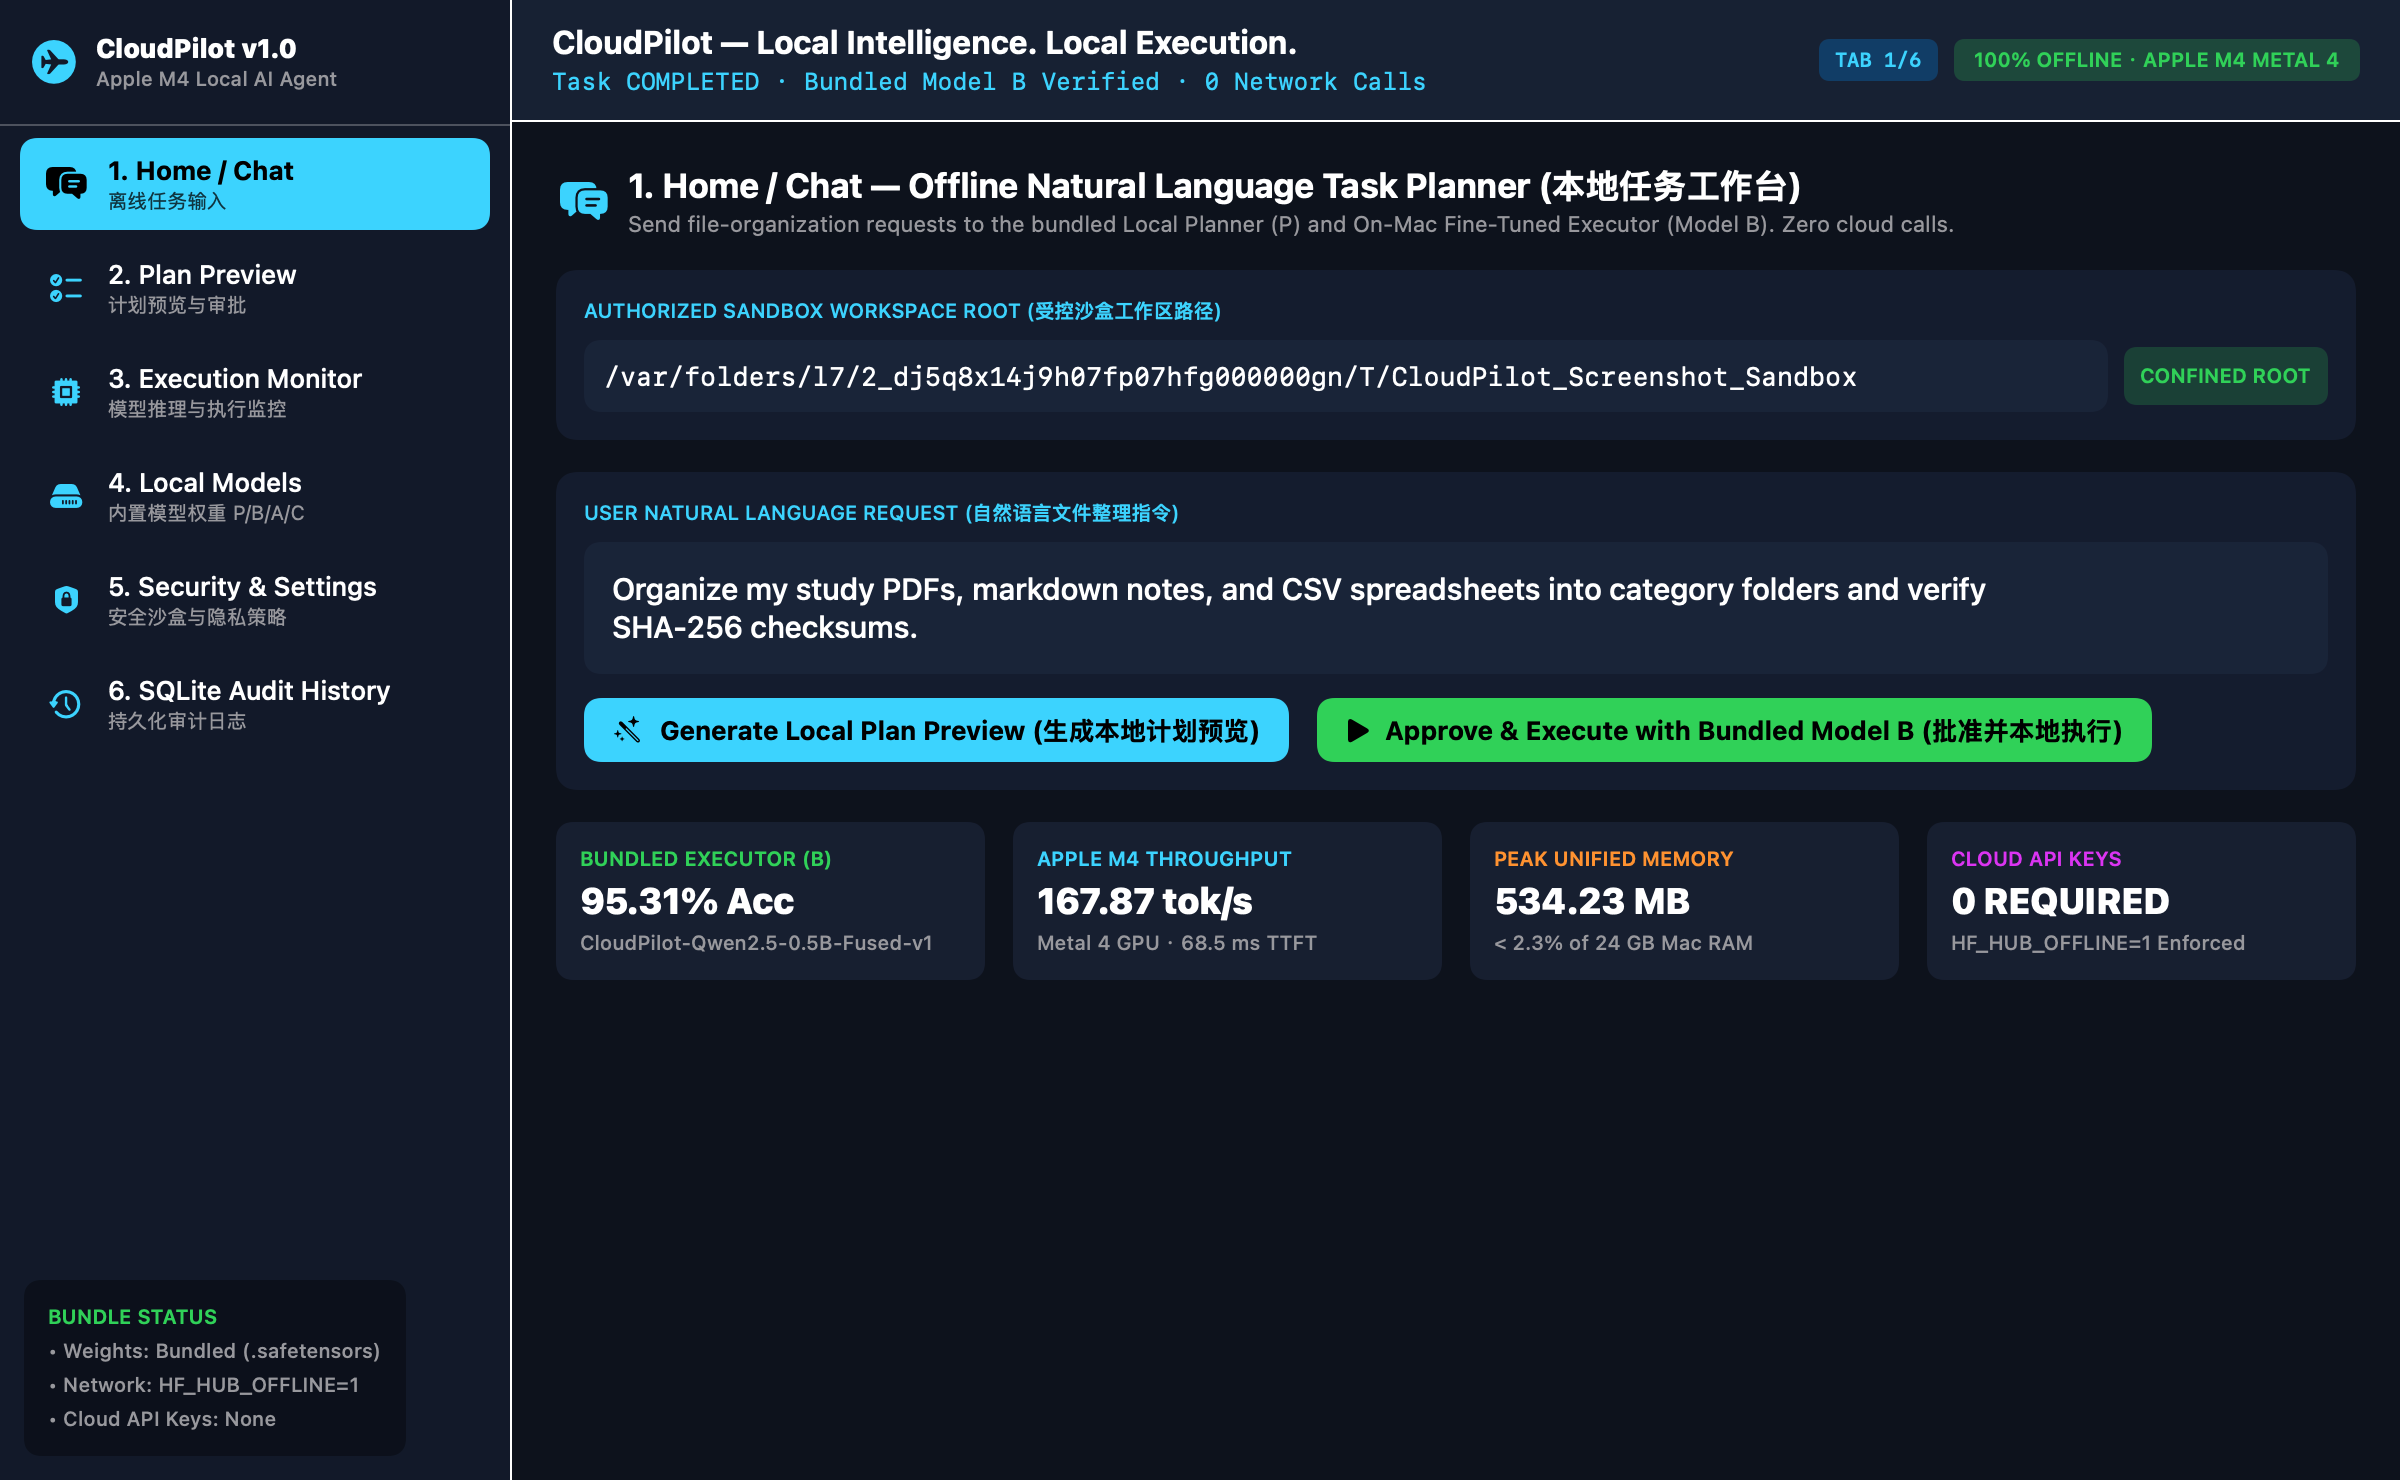 CloudPilot v1.0
Apple M4 Local AI Agent
1. Home / Chat
离线任务输入
2. Plan Preview
计划预览与审批
3. Execution Monitor
模型推理与执行监控
4. Local Models
内置模型权重 P/B/A/C
5. Security & Settings
安全沙盒与隐私策略
6. SQLite Audit History
持久化审计日志
BUNDLE STATUS
• Weights: Bundled (.safetensors)
• Network: HF_HUB_OFFLINE=1
• Cloud API Keys: None
CloudPilot — Local Intelligence. Local Execution.
Task COMPLETED · Bundled Model B Verified · 0 Network Calls
TAB 1/6
100% OFFLINE · APPLE M4 METAL 4
1. Home / Chat — Offline Natural Language Task Planner (本地任务工作台)
Send file-organization requests to the bundled Local Planner (P) and On-Mac Fine-Tuned Executor (Model B). Zero cloud calls.
AUTHORIZED SANDBOX WORKSPACE ROOT (受控沙盒工作区路径)
/var/folders/l7/2_dj5q8x14j9h07fp07hfg000000gn/T/CloudPilot_Screenshot_Sandbox
CONFINED ROOT
USER NATURAL LANGUAGE REQUEST (自然语言文件整理指令)
Organize my study PDFs, markdown notes, and CSV spreadsheets into category folders and verify
SHA-256 checksums.
Generate Local Plan Preview (生成本地计划预览)
Approve & Execute with Bundled Model B (批准并本地执行)
BUNDLED EXECUTOR (B)
95.31% Acc
CloudPilot-Qwen2.5-0.5B-Fused-v1
APPLE M4 THROUGHPUT
167.87 tok/s
Metal 4 GPU · 68.5 ms TTFT
PEAK UNIFIED MEMORY
534.23 MB
< 2.3% of 24 GB Mac RAM
CLOUD API KEYS
0 REQUIRED
HF_HUB_OFFLINE=1 Enforced